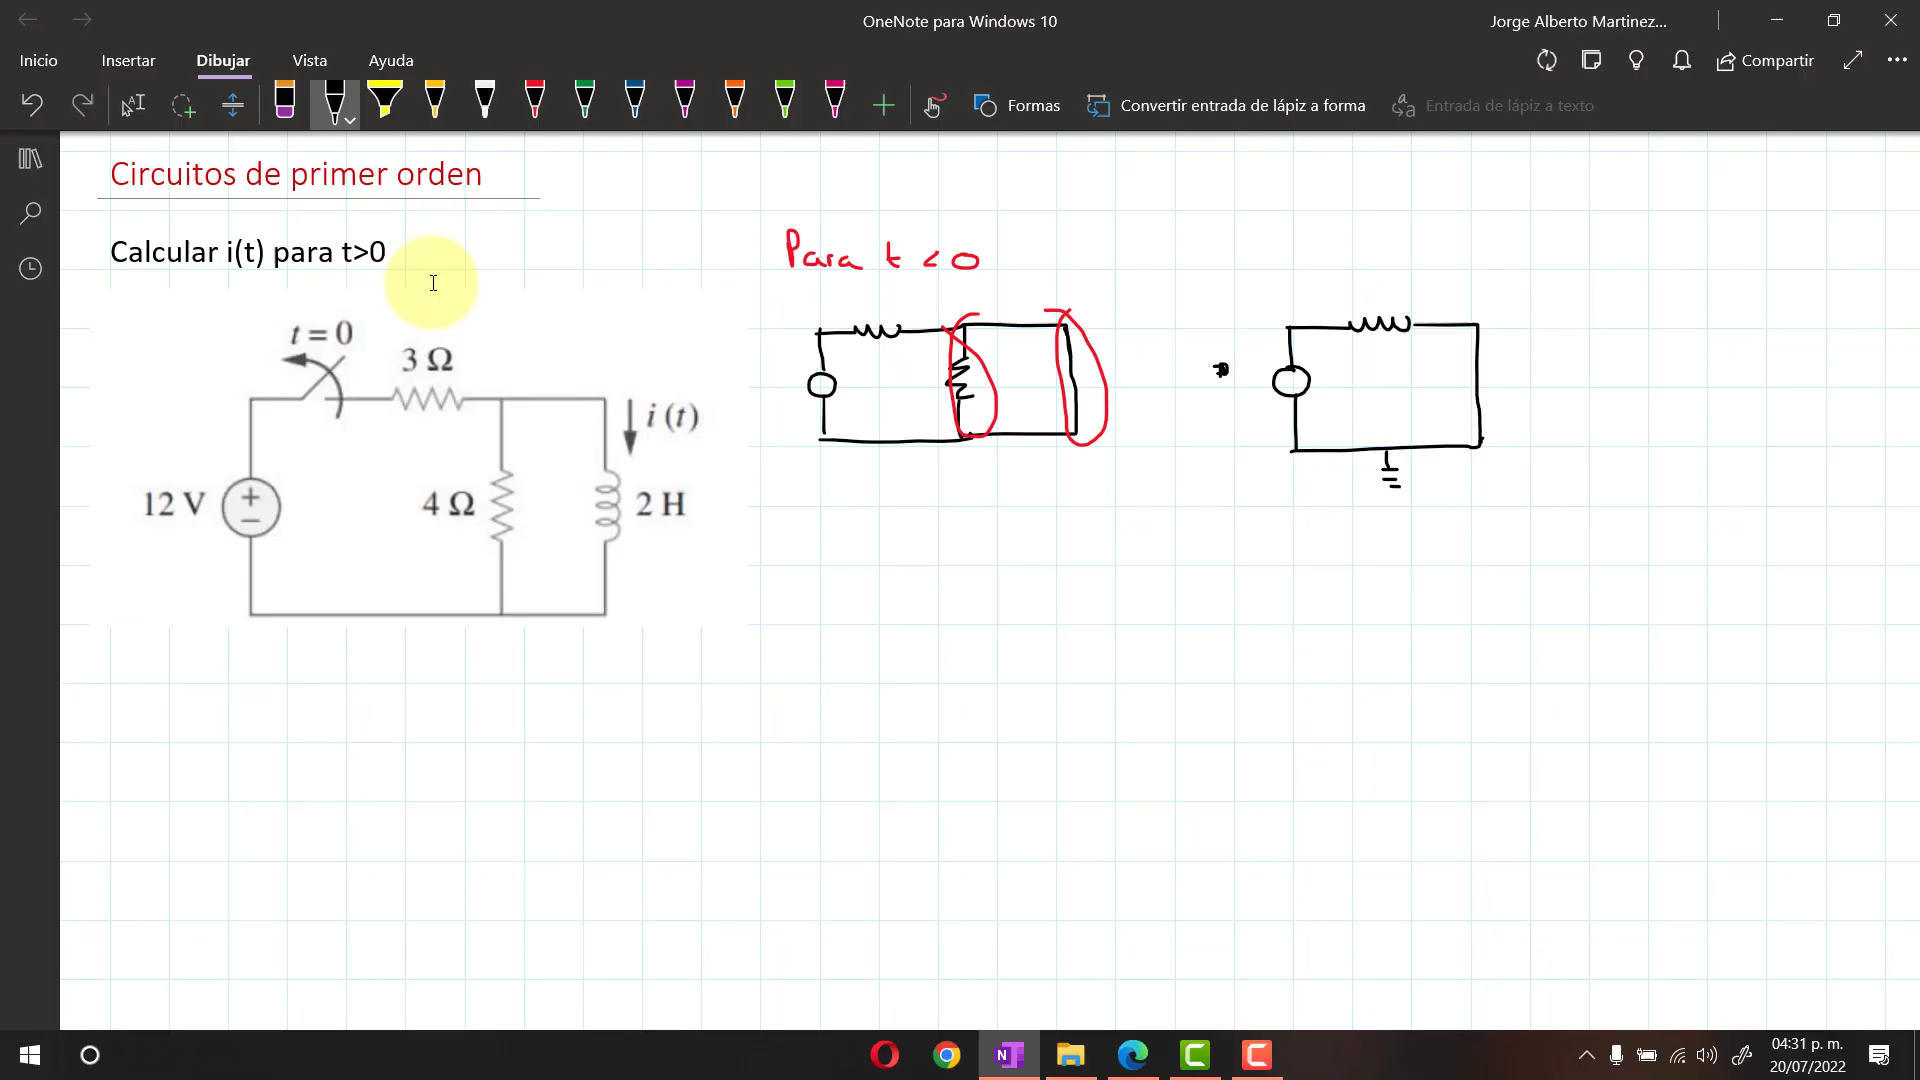 OneNote para Windows 10
Jorge Alberto Martinez...
Inicio
Insertar
Dibujar
Vista
Ayuda
Compartir
Formas
Convertir entrada de lápiz a forma
Entrada de lápiz a texto
Circuitos de primer orden
Calcular i(t) para t>0
Para t < 0
t = 0
3 Ω
i (t)
12 V
+
−
4 Ω
2 H
04:31 p. m.
20/07/2022